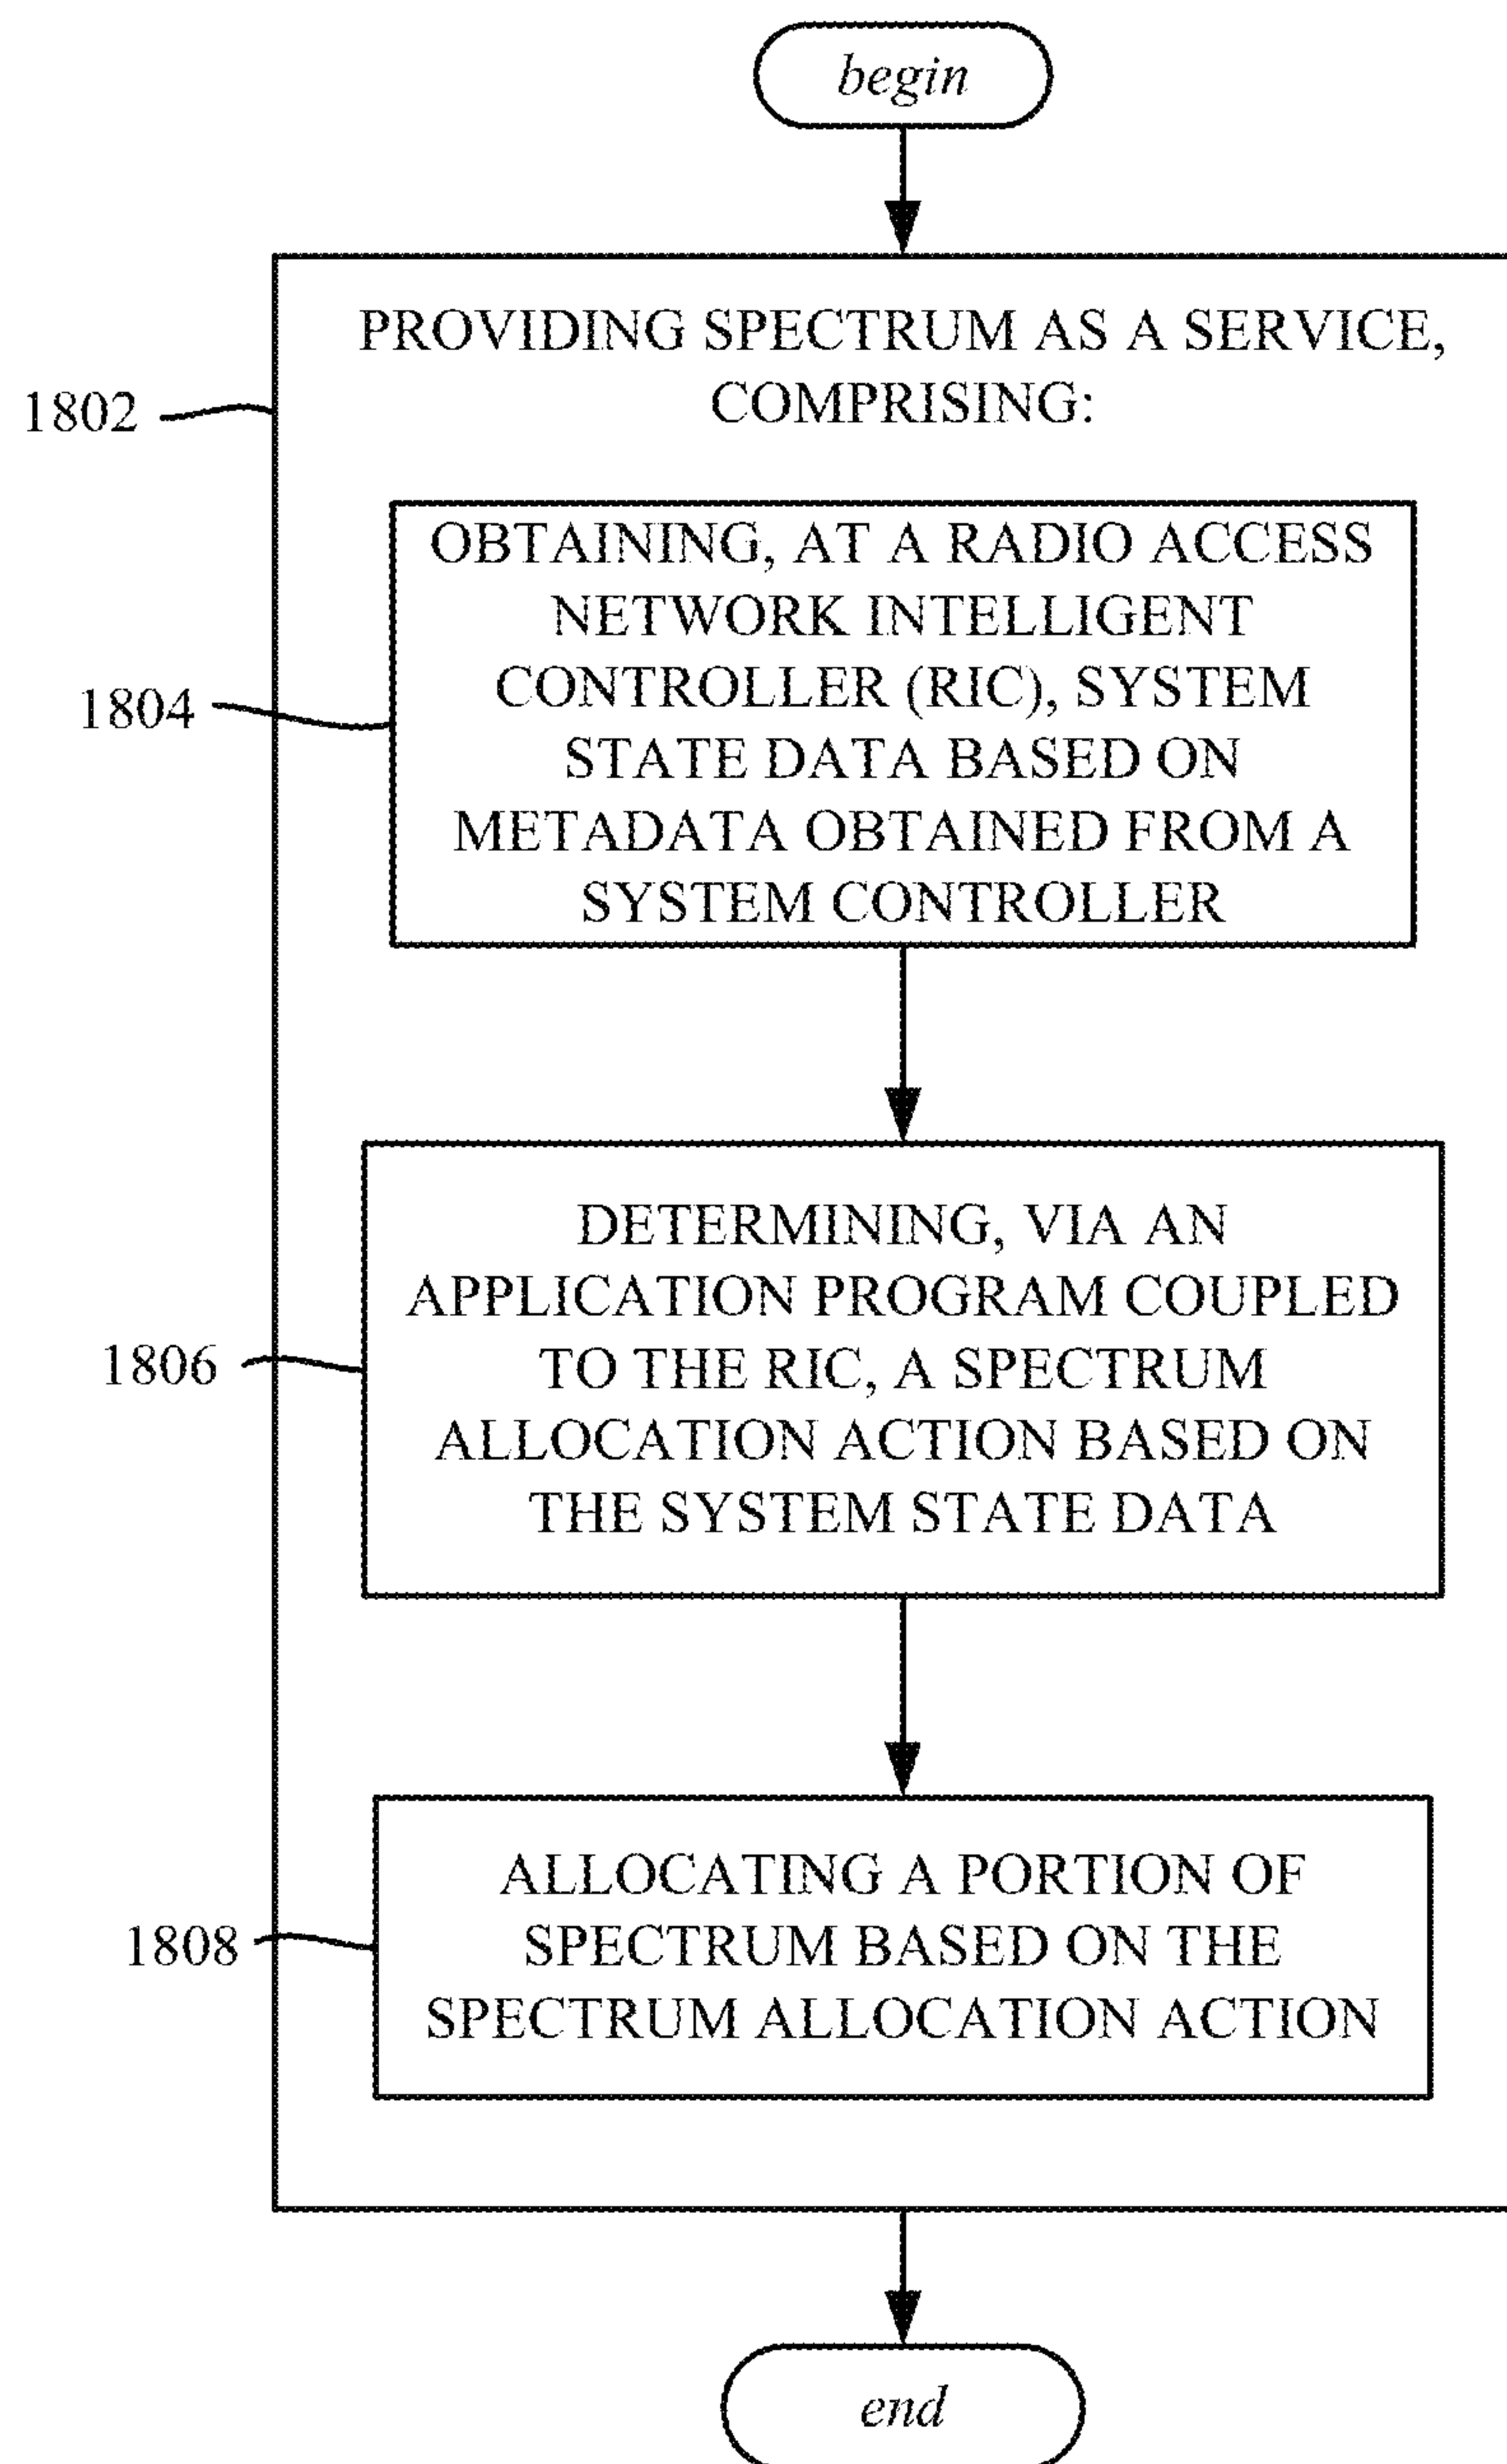 begin
PROVIDING SPECTRUM AS A SERVICE,
COMPRISING:
1802
OBTAINING, AT A RADIO ACCESS
NETWORK INTELLIGENT
CONTROLLER (RIC), SYSTEM
STATE DATA BASED ON
METADATA OBTAINED FROM A
SYSTEM CONTROLLER
1804
DETERMINING, VIA AN
APPLICATION PROGRAM COUPLED
TO THE RIC, A SPECTRUM
ALLOCATION ACTION BASED ON
THE SYSTEM STATE DATA
1806
ALLOCATING A PORTION OF
SPECTRUM BASED ON THE
SPECTRUM ALLOCATION ACTION
1808
end